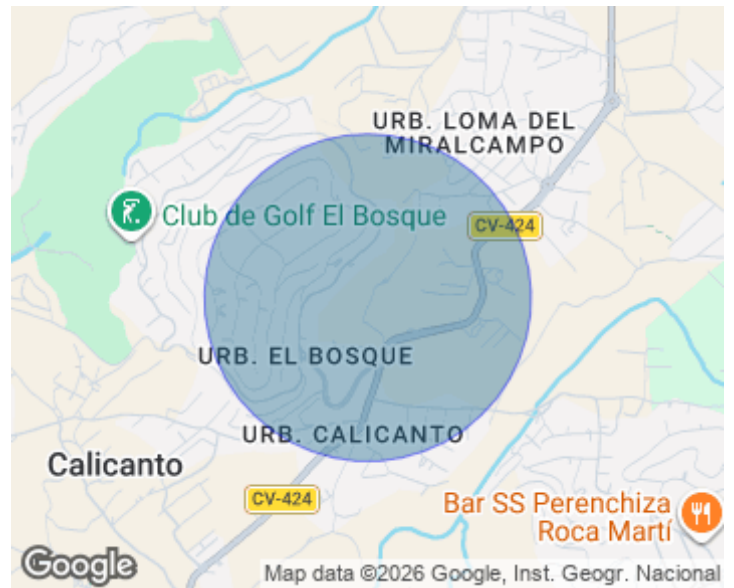 URB. LOMA DEL
MIRALCAMPO
Club de Golf El Bosque
CV-424
URB. EL BOSQUE
URB. CALICANTO
Calicanto
CV-424
Bar SS Perenchiza
Roca Martí
Google
Map data ©2026 Google, Inst. Geogr. Nacional